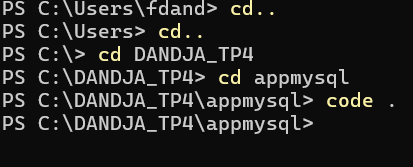 PS C:\Users\fdand> cd..
PS C:\Users> cd..
PS C:\> cd DANDJA_TP4
PS C:\DANDJA_TP4> cd appmysql
PS C:\DANDJA_TP4\appmysql> code .
PS C:\DANDJA_TP4\appmysql>